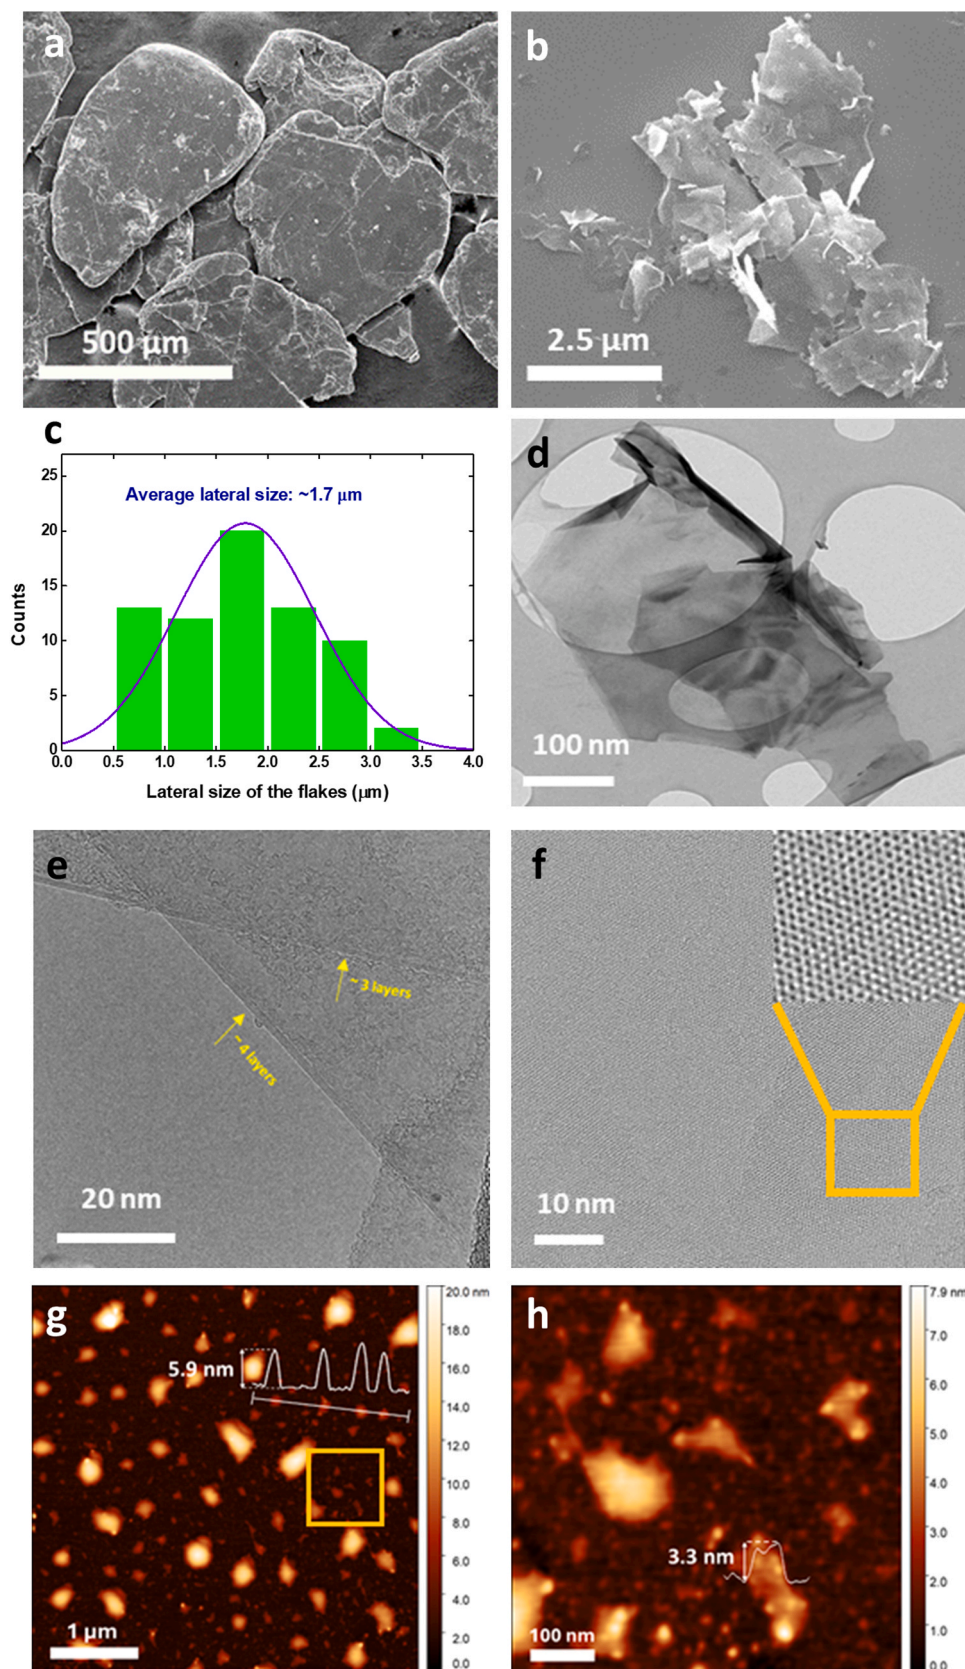 a
500 µm
b
2.5 µm
c
Average lateral size: ~1.7 µm
25
20
15
10
5
0
Counts
0.0 0.5 1.0 1.5 2.0 2.5 3.0 3.5 4.0
Lateral size of the flakes (µm)
d
100 nm
e
~ 3 layers
~ 4 layers
20 nm
f
10 nm
g
5.9 nm
1 µm
20.0 nm
18.0
16.0
14.0
12.0
10.0
8.0
6.0
4.0
2.0
0.0
h
3.3 nm
100 nm
7.9 nm
7.0
6.0
5.0
4.0
3.0
2.0
1.0
0.0